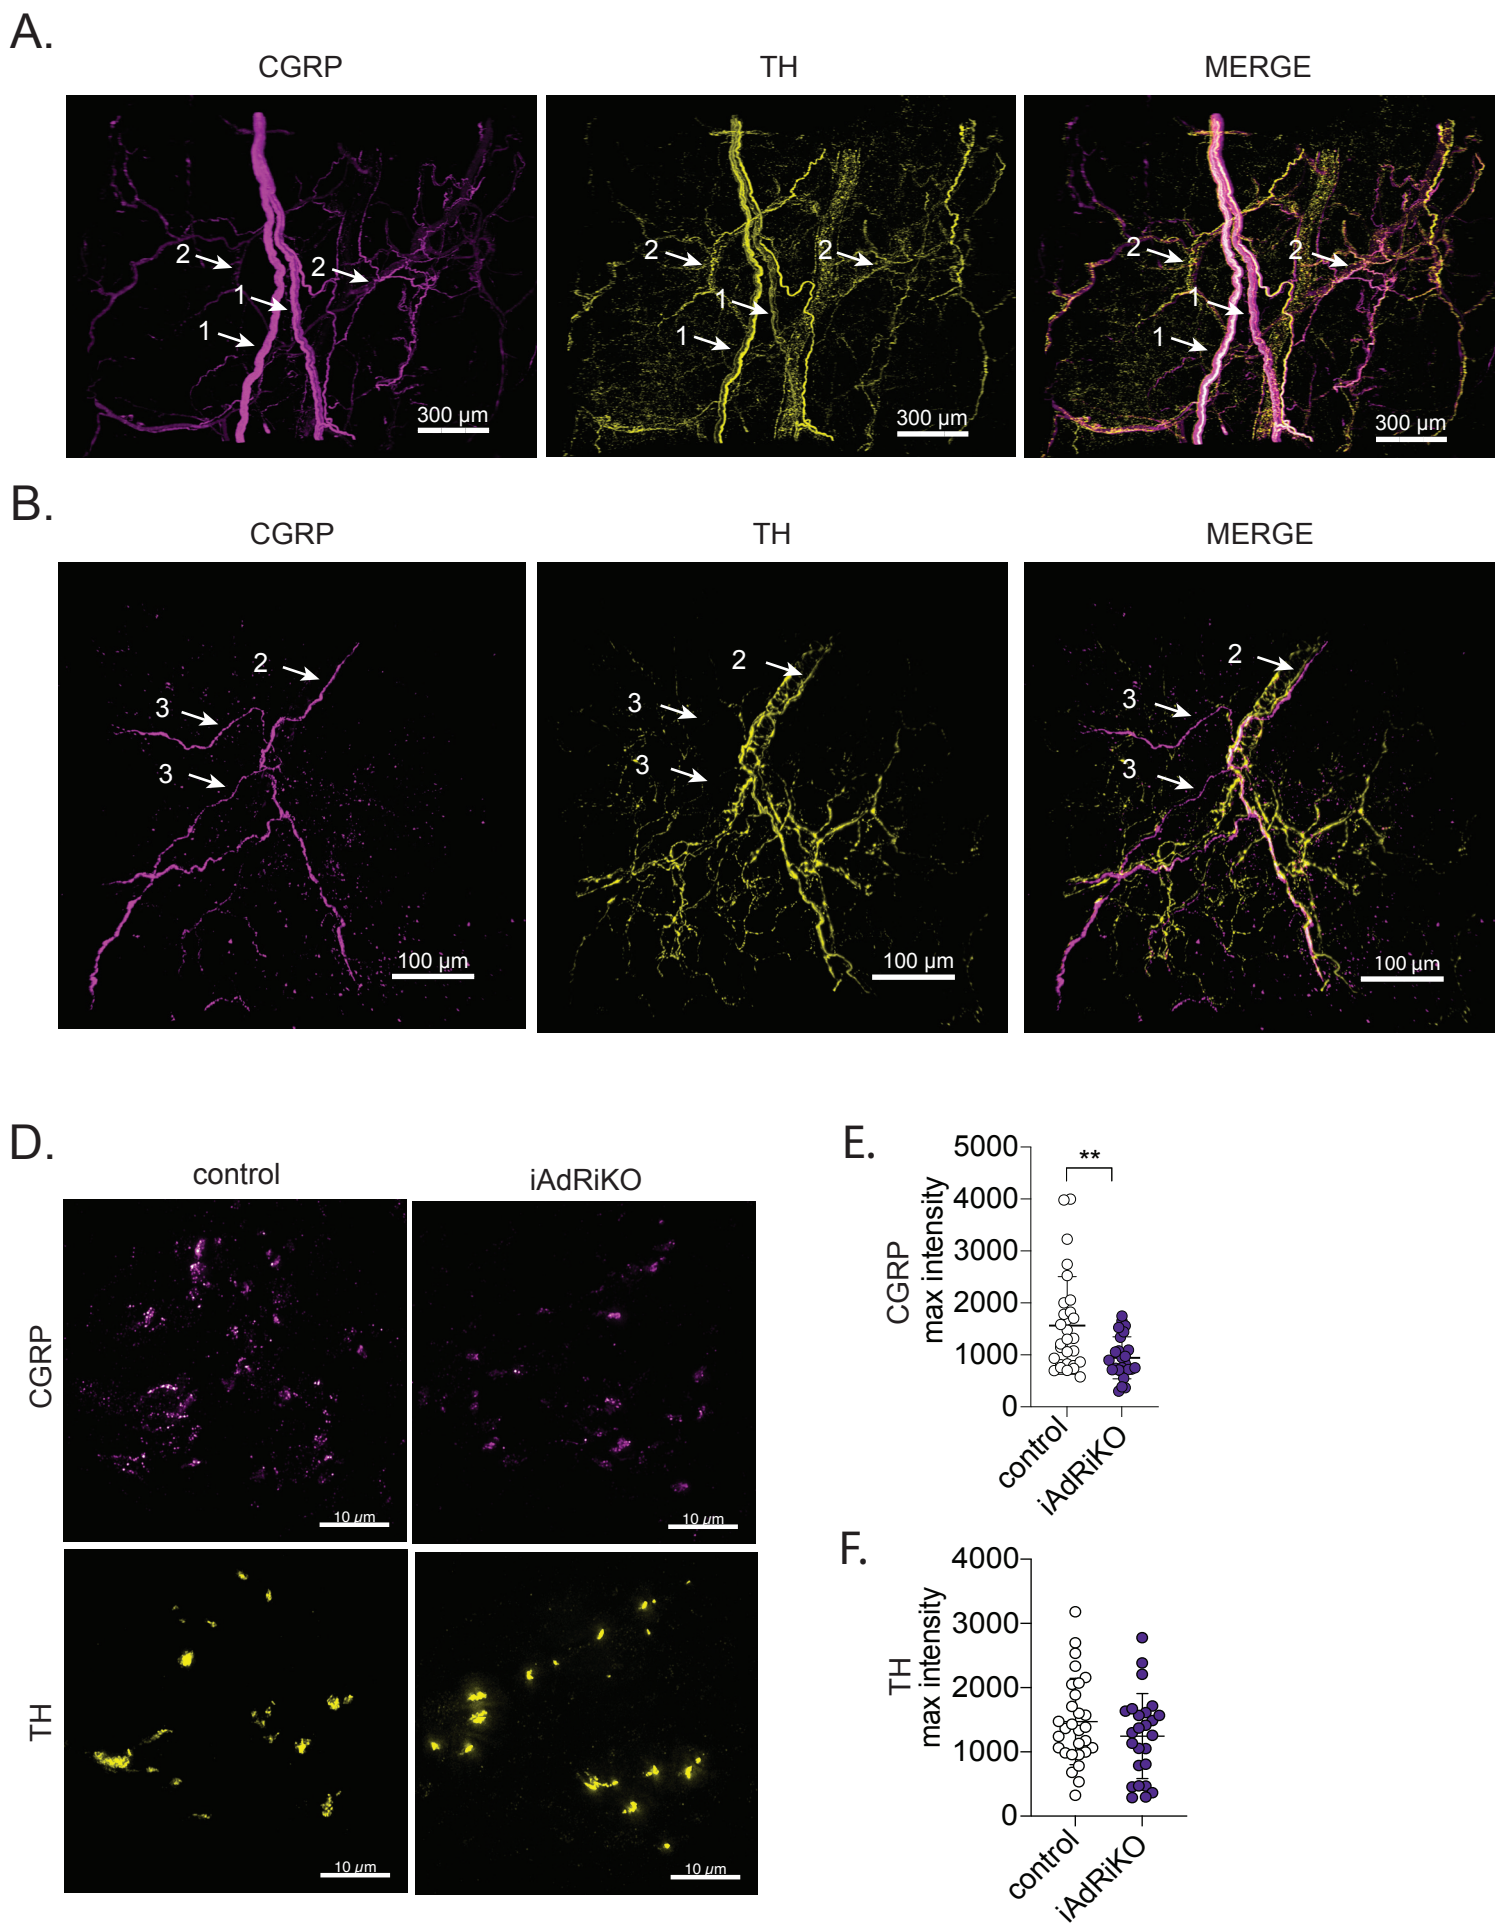 A.
CGRP
TH
MERGE
2
2
1
1
300 µm
2
2
1
1
300 µm
2
2
1
1
300 µm
B.
CGRP
TH
MERGE
2
3
3
100 µm
2
3
3
100 µm
2
3
3
100 µm
D.
control
iAdRiKO
CGRP
10 µm
10 µm
TH
10 µm
10 µm
E.
CGRP
max intensity
5000
4000
3000
2000
1000
0
**
control
iAdRiKO
F.
TH
max intensity
4000
3000
2000
1000
0
control
iAdRiKO